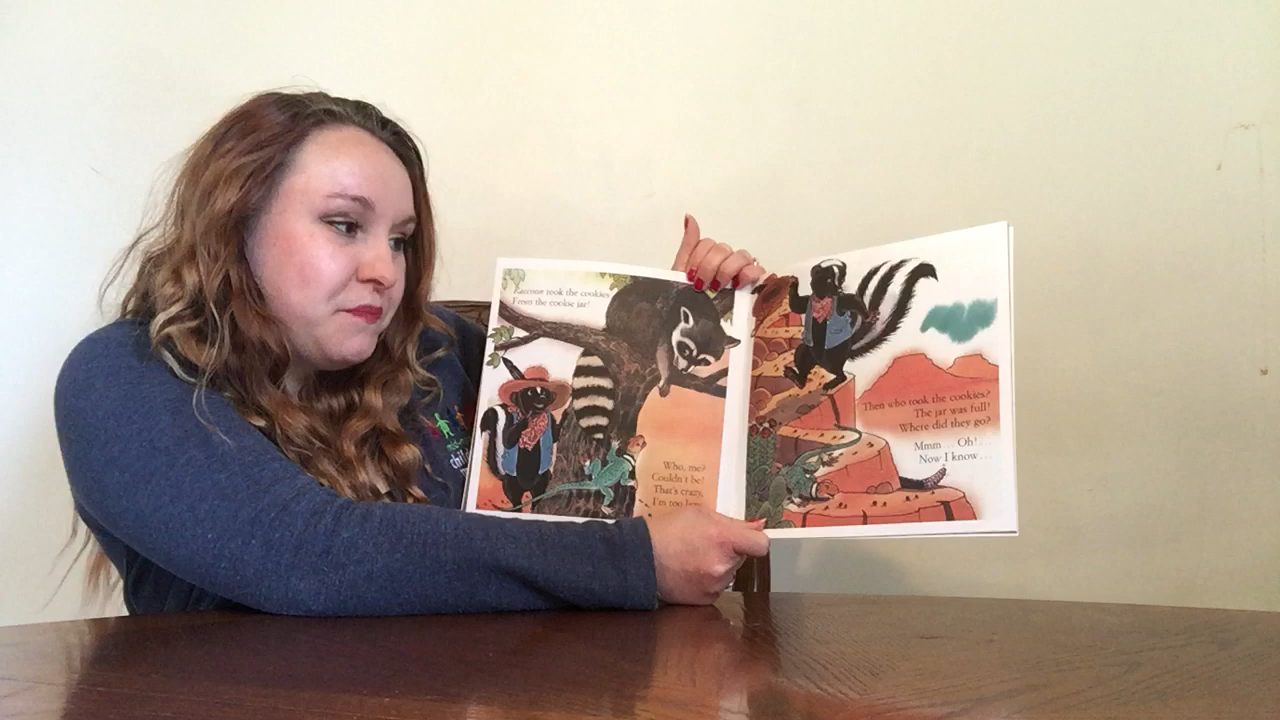 Raccoon took the cookies
From the cookie jar!
Who, me?
Couldn't be!
That's crazy,
I'm too
Then who took the cookies?
The jar was full!
Where did they go?
Mmm... Oh!...
Now I know...